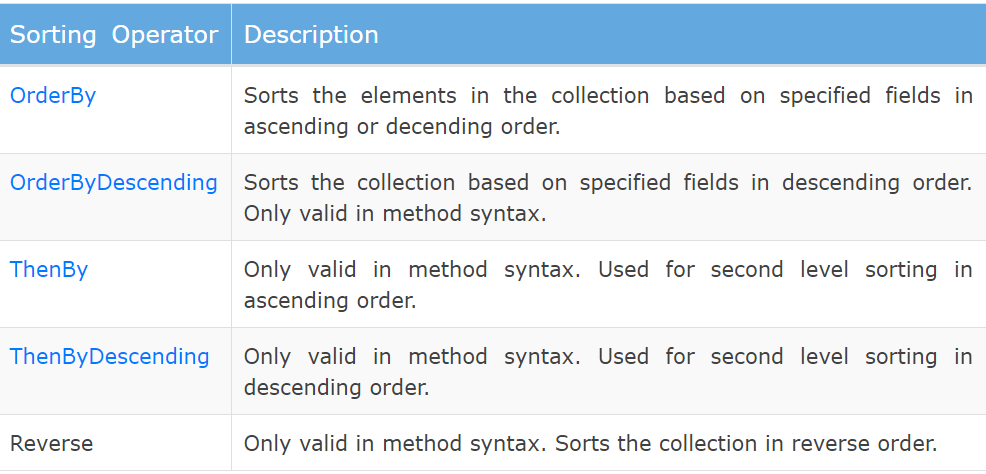 Sorting Operator Description
OrderBy Sorts the elements in the collection based on specified fields in
ascending or decending order.
OrderByDescending Sorts the collection based on specified fields in descending order.
Only valid in method syntax.
ThenBy Only valid in method syntax. Used for second level sorting in
ascending order.
ThenByDescending Only valid in method syntax. Used for second level sorting in
descending order.
Reverse Only valid in method syntax. Sorts the collection in reverse order.